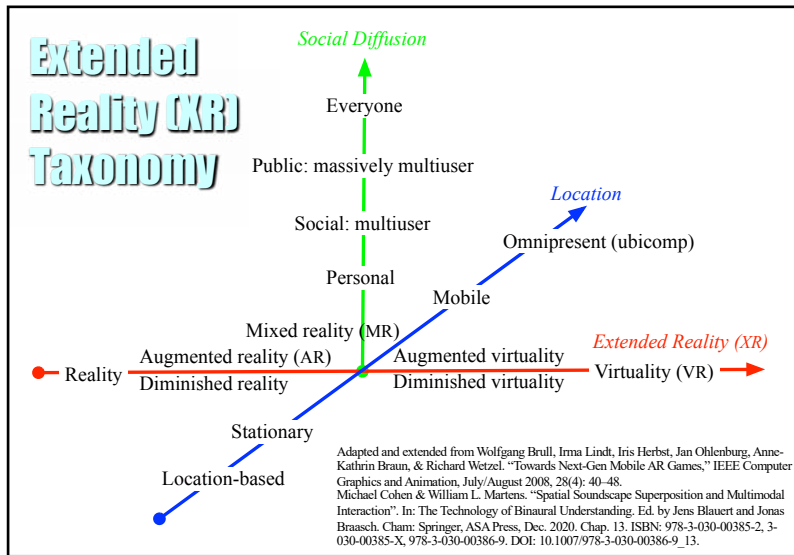 Extended
Reality (XR)
Taxonomy
Social Diffusion
Everyone
Public: massively multiuser
Social: multiuser
Personal
Location
Omnipresent (ubicomp)
Mobile
Mixed reality (MR)
Extended Reality (XR)
Reality
Augmented reality (AR)
Diminished reality
Augmented virtuality
Diminished virtuality
Virtuality (VR)
Stationary
Location-based
Adapted and extended from Wolfgang Brull, Irma Lindt, Iris Herbst, Jan Ohlenburg, Anne-
Kathrin Braun, & Richard Wetzel. “Towards Next-Gen Mobile AR Games,” IEEE Computer
Graphics and Animation, July/August 2008, 28(4): 40–48.
Michael Cohen & William L. Martens. “Spatial Soundscape Superposition and Multimodal
Interaction”. In: The Technology of Binaural Understanding. Ed. by Jens Blauert and Jonas
Braasch. Cham: Springer, ASA Press, Dec. 2020. Chap. 13. ISBN: 978-3-030-00385-2, 3-
030-00385-X, 978-3-030-00386-9. DOI: 10.1007/978-3-030-00386-9_13.